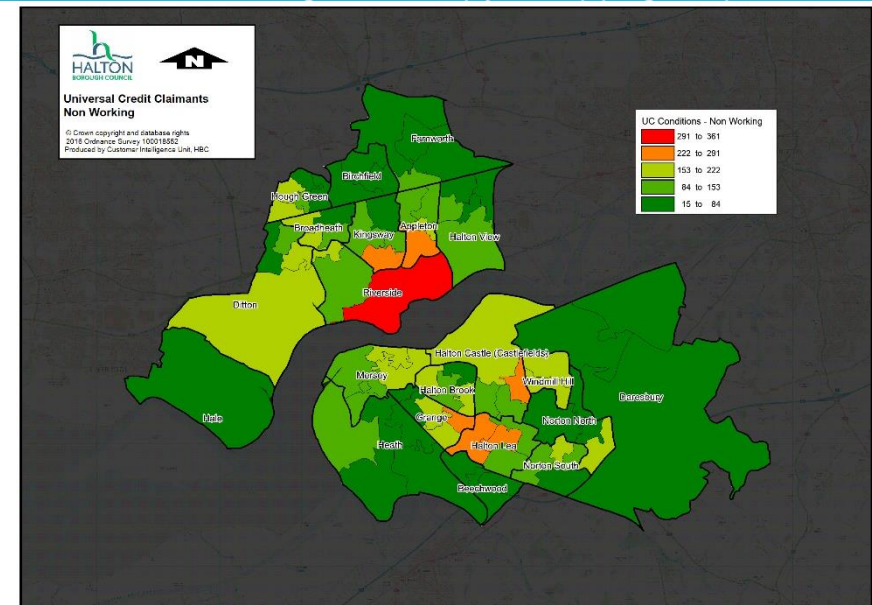 HALTON
BOROUGH COUNCIL
N
Universal Credit Claimants
Non Working
© Crown copyright and database rights
2018 Ordnance Survey 100018552
Produced by Customer Intelligence Unit, HBC
UC Conditions - Non Working
291 to 361
222 to 291
153 to 222
84 to 153
15 to 84
Farnworth
Birchfield
Hough Green
Broadheath
Kingsway
Appleton
Halton View
Riverside
Ditton
Hale
Halton Castle (Castlefields)
Mersey
Halton Brook
Windmill Hill
Daresbury
Grange
Norton North
Heath
Halton Lea
Norton South
Beechwood